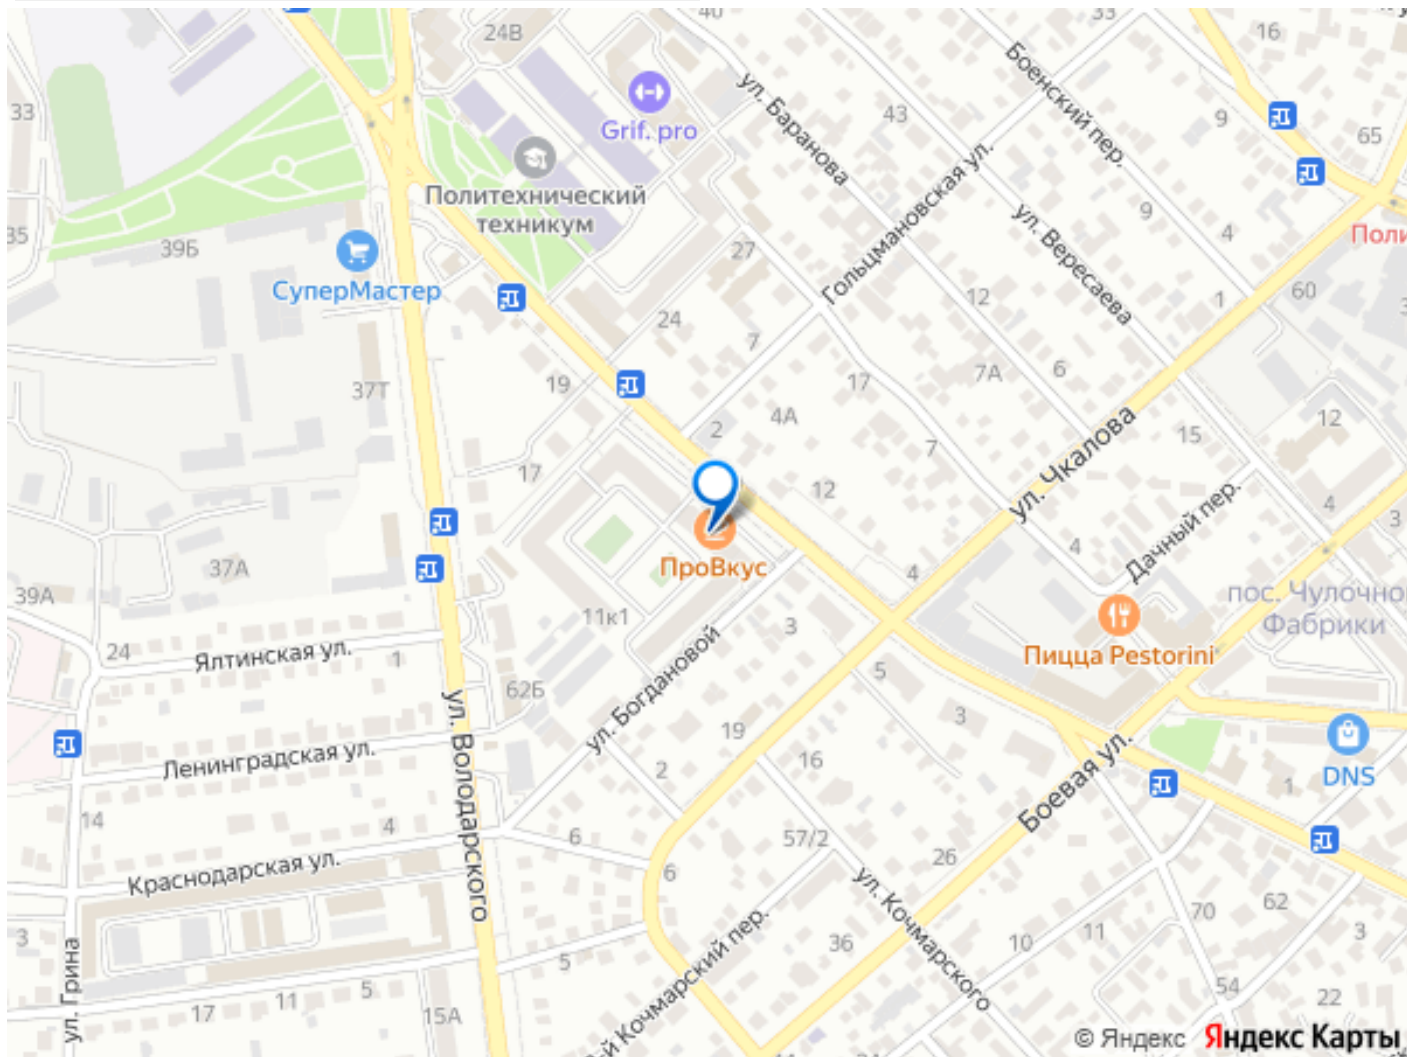 40
33
16
24В
Боенский пер.
Grif. pro
ул. Баранова
43
9
65
33
Политехнический
техникум
Гольцмановская ул.
ул. Вересаева
9
4
Поли
35
39Б
27
СуперМастер
12
1
60
24
7
7А
6
37Т
19
17
4А
2
7
15
12
ул. Чкалова
17
12
4
3
Дачный пер.
ПроВкус
37А
39А
11к1
3
4
4
пос. Чулочно
Фабрики
24
Ялтинская ул.
1
5
Пицца Pestorini
62Б
ул. Богдановой
ул. Володарского
3
19
16
Ленинградская ул.
2
Боевая ул.
1
DNS
14
4
6
57/2
26
Краснодарская ул.
6
ул. Кочмарского
70
62
3
ул. Грина
5
36
10
11
3
-й Кочмарский пер.
17
11
5
15А
54
22
11
© Яндекс Яндекс Карты